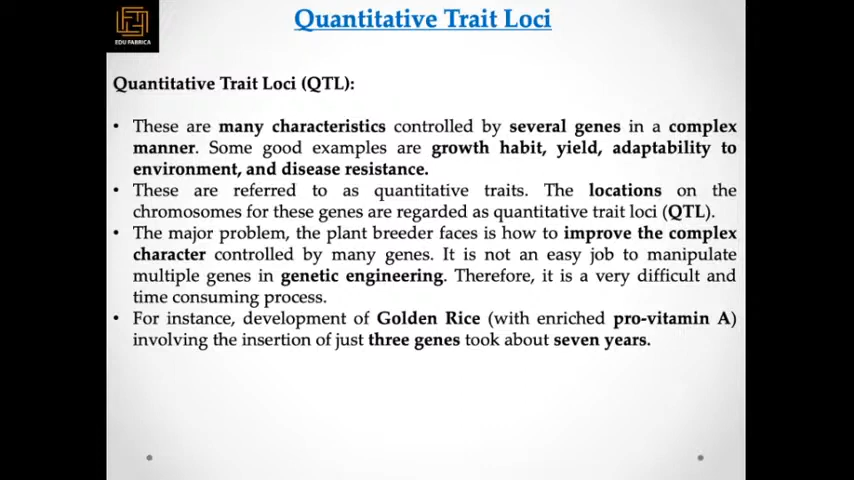 Quantitative Trait Loci
EDU FABRICA
Quantitative Trait Loci (QTL):
• These are many characteristics controlled by several genes in a complex
manner. Some good examples are growth habit, yield, adaptability to
environment, and disease resistance.
• These are referred to as quantitative traits. The locations on the
chromosomes for these genes are regarded as quantitative trait loci (QTL).
• The major problem, the plant breeder faces is how to improve the complex
character controlled by many genes. It is not an easy job to manipulate
multiple genes in genetic engineering. Therefore, it is a very difficult and
time consuming process.
• For instance, development of Golden Rice (with enriched pro-vitamin A)
involving the insertion of just three genes took about seven years.